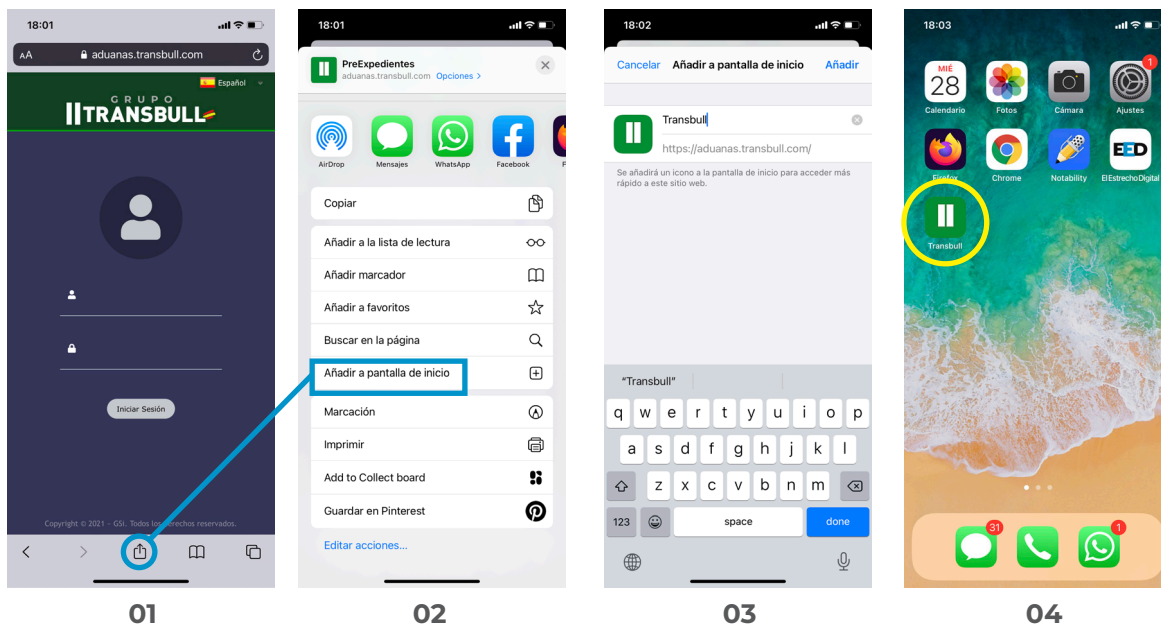 18:01
AA aduanas.transbull.com
Español
GRUPO
TRANSBULL
Iniciar Sesión
Copyright © 2021 - GSI. Todos los derechos reservados.
01
18:01
PreExpedientes
aduanas.transbull.com Opciones >
AirDrop Mensajes WhatsApp Facebook F
Copiar
Añadir a la lista de lectura
Añadir marcador
Añadir a favoritos
Buscar en la página
Añadir a pantalla de inicio
Marcación
Imprimir
Add to Collect board
Guardar en Pinterest
Editar acciones...
02
18:02
Cancelar Añadir a pantalla de inicio Añadir
Transbull
https://aduanas.transbull.com/
Se añadirá un icono a la pantalla de inicio para acceder más
rápido a este sitio web.
"Transbull"
q w e r t y u i o p
a s d f g h j k l
z x c v b n m
123 space done
03
18:03
MIÉ
28
1
Calendario Fotos Cámara Ajustes
EED
Firefox Chrome Notability ElEstrechoDigital
Transbull
31
1
04